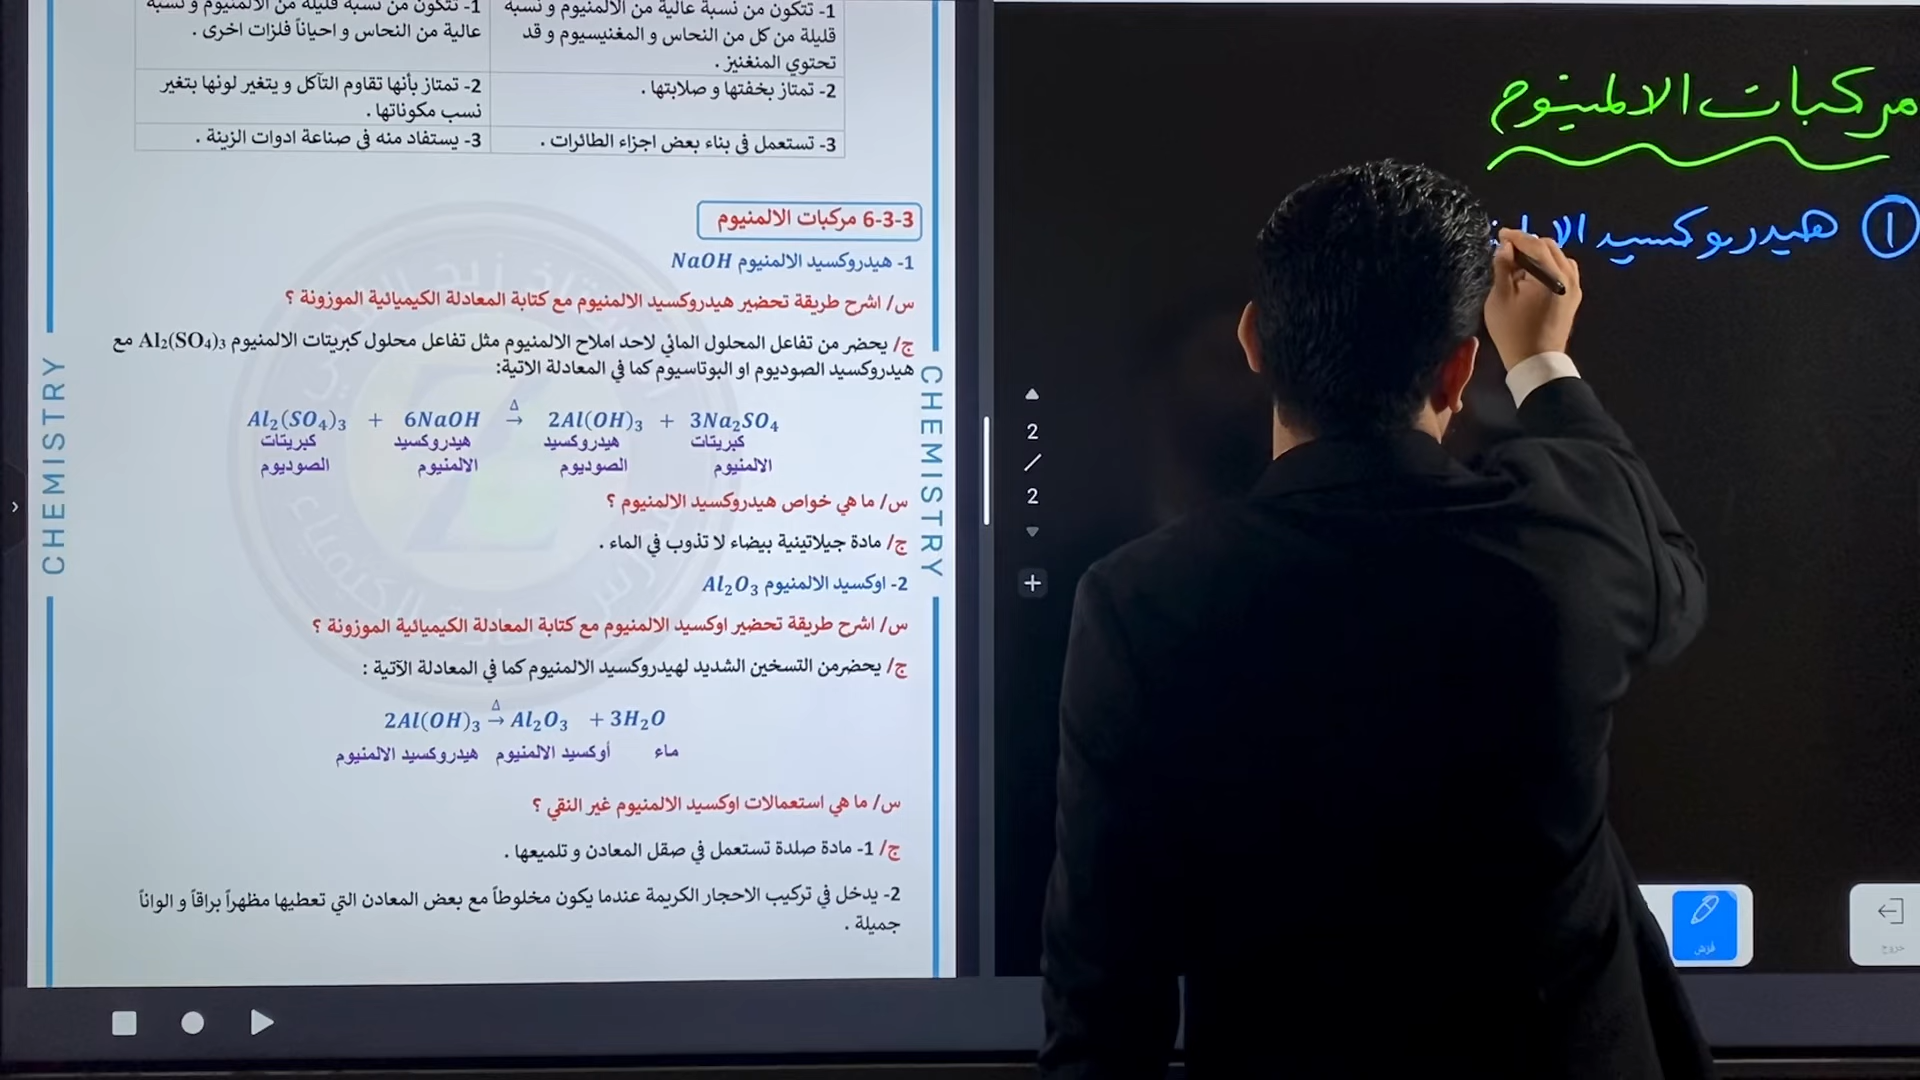 1- تتكون من نسبة عالية من الالمنيوم و نسبة قليلة من كل من النحاس و المغنيسيوم و قد تحتوي المنغنيز .
1- تتكون من نسبة قليلة من الالمنيوم و نسبة عالية من النحاس و احياناً فلزات اخرى .
2- تمتاز بخفتها و صلابتها .
2- تمتاز بأنها تقاوم التآكل و يتغير لونها بتغير نسب مكوناتها .
3- تستعمل في بناء بعض اجزاء الطائرات .
3- يستفاد منه في صناعة ادوات الزينة .
6-3-3 مركبات الالمنيوم
1- هيدروكسيد الالمنيوم NaOH
س/ اشرح طريقة تحضير هيدروكسيد الالمنيوم مع كتابة المعادلة الكيميائية الموزونة ؟
ج/ يحضر من تفاعل المحلول المائي لاحد املاح الالمنيوم مثل تفاعل محلول كبريتات الالمنيوم Al₂(SO₄)₃ مع
هيدروكسيد الصوديوم او البوتاسيوم كما في المعادلة الاتية:
Al₂(SO₄)₃ + 6NaOH →Δ 2Al(OH)₃ + 3Na₂SO₄
كبريتات هيدروكسيد هيدروكسيد كبريتات
الصوديوم الالمنيوم الصوديوم الالمنيوم
س/ ما هي خواص هيدروكسيد الالمنيوم ؟
ج/ مادة جيلاتينية بيضاء لا تذوب في الماء .
2- اوكسيد الالمنيوم Al₂O₃
س/ اشرح طريقة تحضير اوكسيد الالمنيوم مع كتابة المعادلة الكيميائية الموزونة ؟
ج/ يحضرمن التسخين الشديد لهيدروكسيد الالمنيوم كما في المعادلة الآتية :
2Al(OH)₃ →Δ Al₂O₃ + 3H₂O
هيدروكسيد الالمنيوم أوكسيد الالمنيوم ماء
س/ ما هي استعمالات اوكسيد الالمنيوم غير النقي ؟
ج/ 1- مادة صلدة تستعمل في صقل المعادن و تلميعها .
2- يدخل في تركيب الاحجار الكريمة عندما يكون مخلوطاً مع بعض المعادن التي تعطيها مظهراً براقاً و الواناً
جميلة .
CHEMISTRY
CHEMISTRY
2
/
2
مركبات الالمنيوم
① هيدروكسيد
فرش
خروج